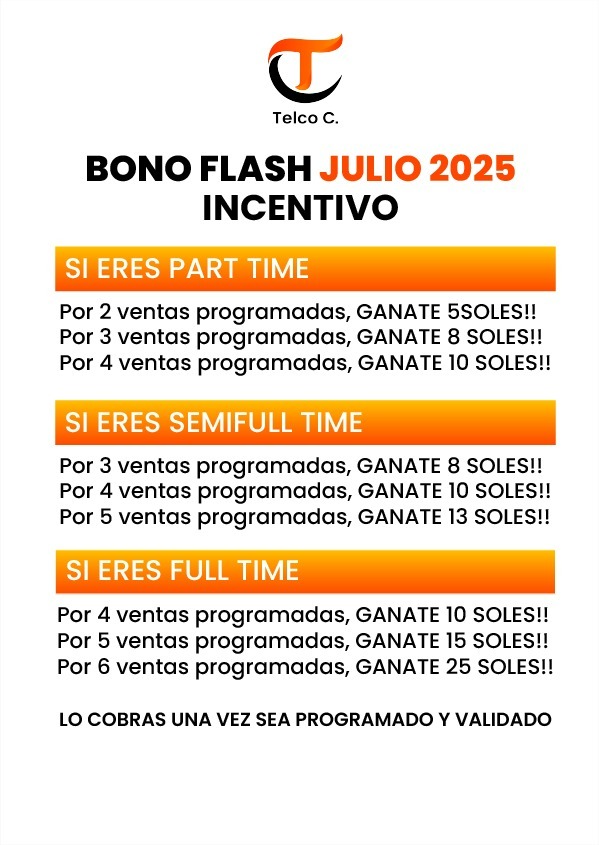 Telco C.
BONO FLASH JULIO 2025
INCENTIVO
SI ERES PART TIME
Por 2 ventas programadas, GANATE 5SOLES!!
Por 3 ventas programadas, GANATE 8 SOLES!!
Por 4 ventas programadas, GANATE 10 SOLES!!
SI ERES SEMIFULL TIME
Por 3 ventas programadas, GANATE 8 SOLES!!
Por 4 ventas programadas, GANATE 10 SOLES!!
Por 5 ventas programadas, GANATE 13 SOLES!!
SI ERES FULL TIME
Por 4 ventas programadas, GANATE 10 SOLES!!
Por 5 ventas programadas, GANATE 15 SOLES!!
Por 6 ventas programadas, GANATE 25 SOLES!!
LO COBRAS UNA VEZ SEA PROGRAMADO Y VALIDADO